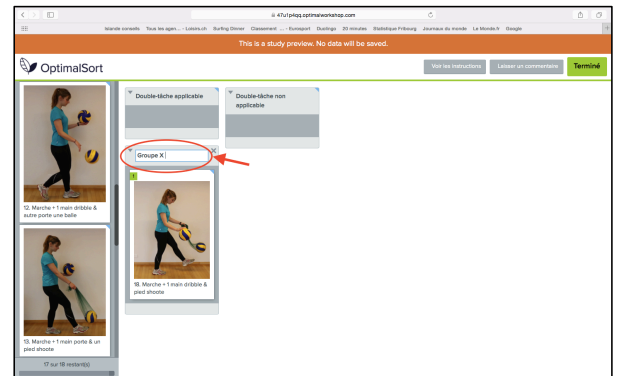 47u1p4qq.optimalworkshop.com
Islande conseils Tous les agen... - Loisirs.ch Surfing Dinner Classement ... - Eurosport Duolingo 20 minutes Statistique Fribourg Journaux du monde Le Monde.fr Google
This is a study preview. No data will be saved.
OptimalSort
Voir les instructions
Laisser un commentaire
Terminé
12. Marche + 1 main dribble &
autre porte une balle
13. Marche + 1 main porte & un
pied shoote
17 sur 18 restant(s)
Double-tâche applicable
Double-tâche non
applicable
Groupe X
1
18. Marche + 1 main dribble &
pied shoote